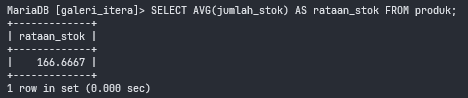 MariaDB [galeri_itera]> SELECT AVG(jumlah_stok) AS rataan_stok FROM produk;
+-------------+
| rataan_stok |
+-------------+
|    166.6667 |
+-------------+
1 row in set (0.000 sec)